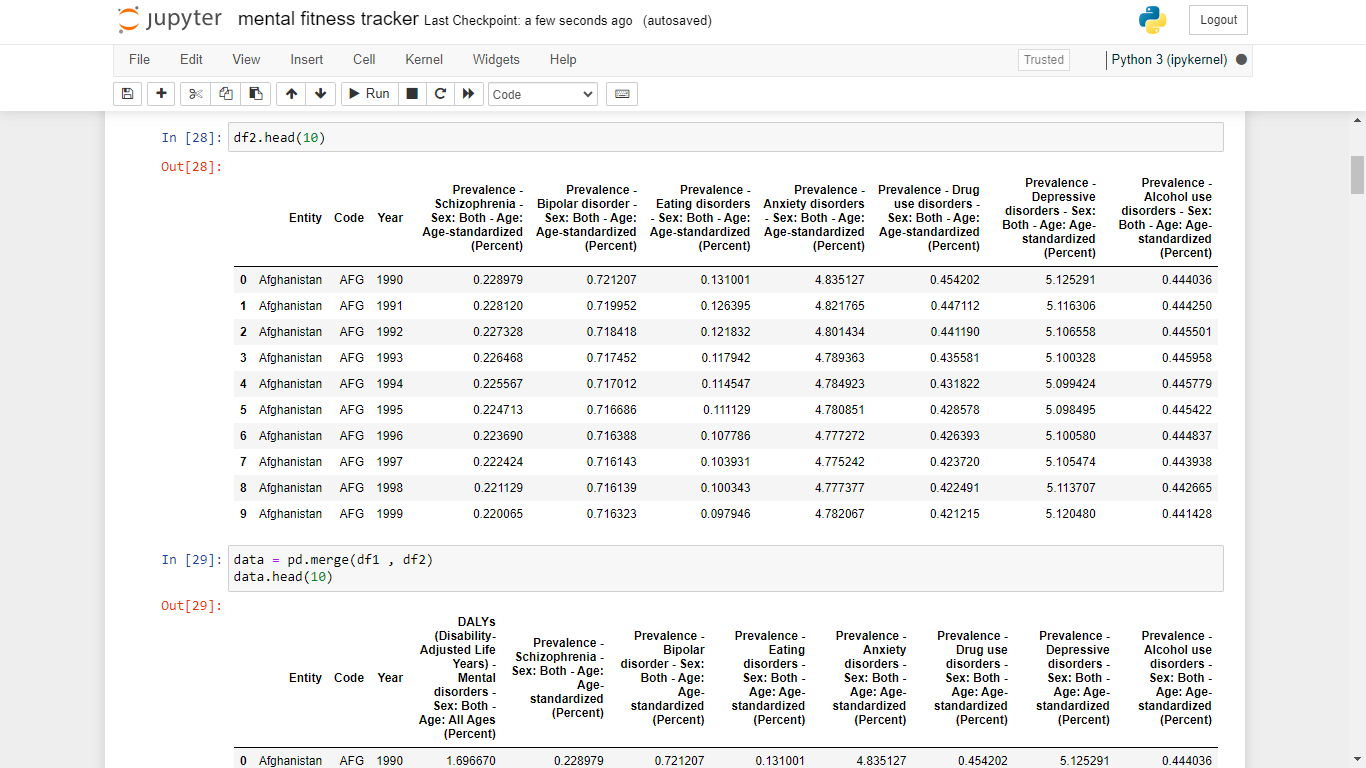 jupyter mental fitness tracker Last Checkpoint: a few seconds ago (autosaved)
Logout
File Edit View Insert Cell Kernel Widgets Help
Trusted
Python 3 (ipykernel)
Run
Code
In [28]: df2.head(10)
Out[28]:
Entity Code Year
Prevalence -
Schizophrenia -
Sex: Both - Age:
Age-standardized
(Percent)
Prevalence -
Bipolar disorder -
Sex: Both - Age:
Age-standardized
(Percent)
Prevalence -
Eating disorders
- Sex: Both - Age:
Age-standardized
(Percent)
Prevalence -
Anxiety disorders
- Sex: Both - Age:
Age-standardized
(Percent)
Prevalence - Drug
use disorders -
Sex: Both - Age:
Age-standardized
(Percent)
Prevalence -
Depressive
disorders - Sex:
Both - Age: Age-
standardized
(Percent)
Prevalence -
Alcohol use
disorders - Sex:
Both - Age: Age-
standardized
(Percent)
0 Afghanistan AFG 1990 0.228979 0.721207 0.131001 4.835127 0.454202 5.125291 0.444036
1 Afghanistan AFG 1991 0.228120 0.719952 0.126395 4.821765 0.447112 5.116306 0.444250
2 Afghanistan AFG 1992 0.227328 0.718418 0.121832 4.801434 0.441190 5.106558 0.445501
3 Afghanistan AFG 1993 0.226468 0.717452 0.117942 4.789363 0.435581 5.100328 0.445958
4 Afghanistan AFG 1994 0.225567 0.717012 0.114547 4.784923 0.431822 5.099424 0.445779
5 Afghanistan AFG 1995 0.224713 0.716686 0.111129 4.780851 0.428578 5.098495 0.445422
6 Afghanistan AFG 1996 0.223690 0.716388 0.107786 4.777272 0.426393 5.100580 0.444837
7 Afghanistan AFG 1997 0.222424 0.716143 0.103931 4.775242 0.423720 5.105474 0.443938
8 Afghanistan AFG 1998 0.221129 0.716139 0.100343 4.777377 0.422491 5.113707 0.442665
9 Afghanistan AFG 1999 0.220065 0.716323 0.097946 4.782067 0.421215 5.120480 0.441428
In [29]: data = pd.merge(df1 , df2)
data.head(10)
Out[29]:
Entity Code Year
DALYs
(Disability-
Adjusted Life
Years) -
Mental
disorders -
Sex: Both -
Age: All Ages
(Percent)
Prevalence -
Schizophrenia -
Sex: Both - Age:
Age-
standardized
(Percent)
Prevalence -
Bipolar
disorder - Sex:
Both - Age:
Age-
standardized
(Percent)
Prevalence -
Eating
disorders -
Sex: Both -
Age: Age-
standardized
(Percent)
Prevalence -
Anxiety
disorders -
Sex: Both -
Age: Age-
standardized
(Percent)
Prevalence -
Drug use
disorders -
Sex: Both -
Age: Age-
standardized
(Percent)
Prevalence -
Depressive
disorders -
Sex: Both -
Age: Age-
standardized
(Percent)
Prevalence -
Alcohol use
disorders -
Sex: Both -
Age: Age-
standardized
(Percent)
0 Afghanistan AFG 1990 1.696670 0.228979 0.721207 0.131001 4.835127 0.454202 5.125291 0.444036